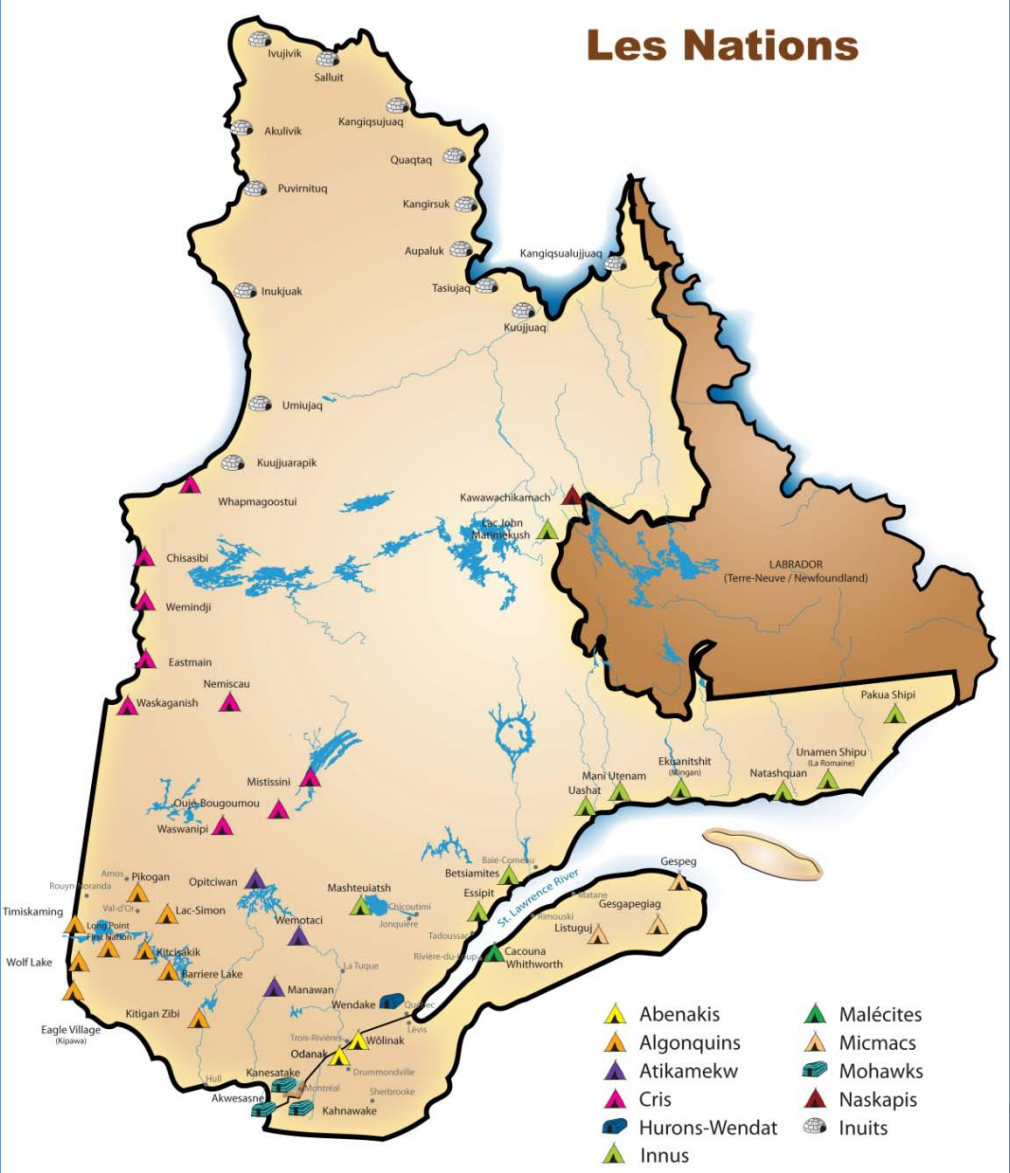 Les Nations
Ivujivik
Salluit
Kangiqsujuaq
Akulivik
Quaqtaq
Puvirnituq
Kangirsuk
Aupaluk
Kangiqsualujjuaq
Tasiujaq
Inukjuak
Kuujjuaq
Umiujaq
Kuujjuarapik
Whapmagoostui
Kawawachikamach
Lac John
Matimekush
Chisasibi
LABRADOR
(Terre-Neuve / Newfoundland)
Wemindji
Eastmain
Nemiscau
Waskaganish
Pakua Shipi
Unamen Shipu
(La Romaine)
Ekuanitshit
(Mingan)
Natashquan
Mani Utenam
Uashat
Mistissini
Oujé-Bougoumou
Waswanipi
Baie-Comeau
Betsiamites
Gespeg
Amos
Pikogan
Rouyn-Noranda
Opitciwan
Mashteuiatsh
Essipit
St. Lawrence River
Matane
Gesgapegiag
Val-d'Or
Lac-Simon
Chicoutimi
Jonquière
Timiskaming
Long Point
First Nation
Wemotaci
Rimouski
Listuguj
Tadoussac
Kitcisakik
Cacouna
Whithworth
Rivière-du-Loup
Wolf Lake
Barriere Lake
La Tuque
Manawan
Wendake
Québec
Lévis
Kitigan Zibi
Eagle Village
(Kipawa)
Trois-Rivières
Wôlinak
Odanak
Drummondville
Hull
Kanesatake
Montréal
Sherbrooke
Akwesasne
Kahnawake
Abenakis
Algonquins
Atikamekw
Cris
Hurons-Wendat
Innus
Malécites
Micmacs
Mohawks
Naskapis
Inuits